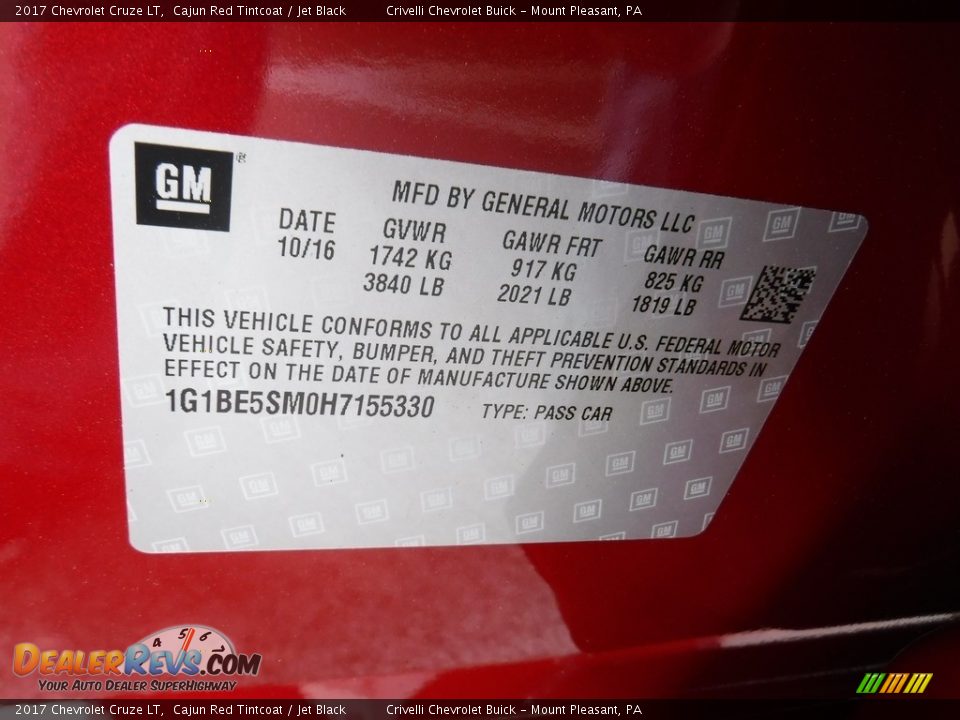 2017 Chevrolet Cruze LT,  Cajun Red Tintcoat / Jet Black          Crivelli Chevrolet Buick - Mount Pleasant, PA
GM ®
MFD BY GENERAL MOTORS LLC
DATE GVWR GAWR FRT GAWR RR
10/16 1742 KG 917 KG 825 KG
3840 LB 2021 LB 1819 LB
THIS VEHICLE CONFORMS TO ALL APPLICABLE U.S. FEDERAL MOTOR
VEHICLE SAFETY, BUMPER, AND THEFT PREVENTION STANDARDS IN
EFFECT ON THE DATE OF MANUFACTURE SHOWN ABOVE.
1G1BE5SM0H7155330 TYPE: PASS CAR
4 5 6
DEALERREVS.COM
YOUR AUTO DEALER SUPERHIGHWAY
2017 Chevrolet Cruze LT,  Cajun Red Tintcoat / Jet Black          Crivelli Chevrolet Buick - Mount Pleasant, PA